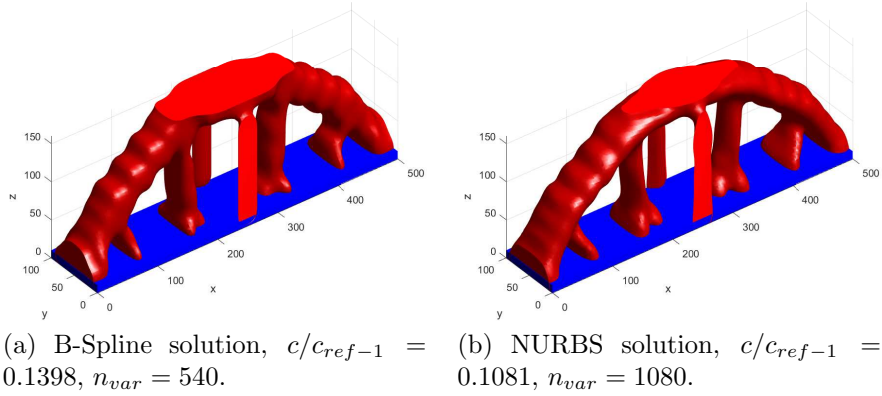 150
100
z
50
0
100
50
y
0
0
100
200
x
300
400
500
150
100
z
50
0
100
50
y
0
0
100
200
x
300
400
500
(a) B-Spline solution, c/c_{ref-1} =
0.1398, n_{var} = 540.
(b) NURBS solution, c/c_{ref-1} =
0.1081, n_{var} = 1080.